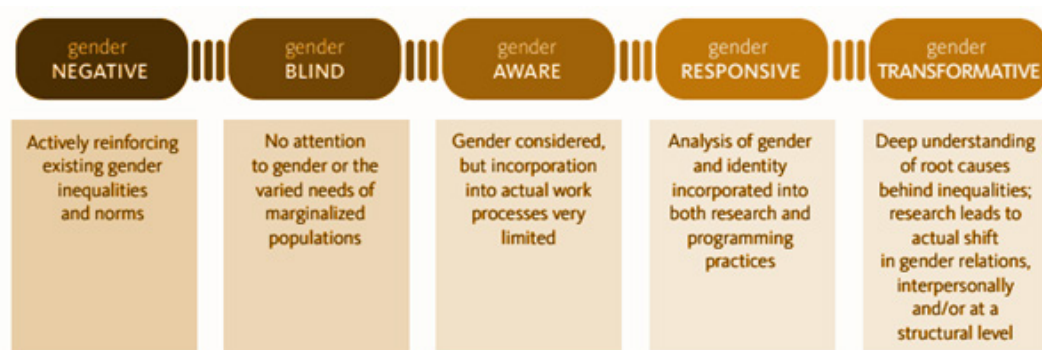 gender
NEGATIVE
gender
BLIND
gender
AWARE
gender
RESPONSIVE
gender
TRANSFORMATIVE
Actively reinforcing
existing gender
inequalities
and norms
No attention
to gender or the
varied needs of
marginalized
populations
Gender considered,
but incorporation
into actual work
processes very
limited
Analysis of gender
and identity
incorporated into
both research and
programming
practices
Deep understanding
of root causes
behind inequalities;
research leads to
actual shift
in gender relations,
interpersonally
and/or at a
structural level